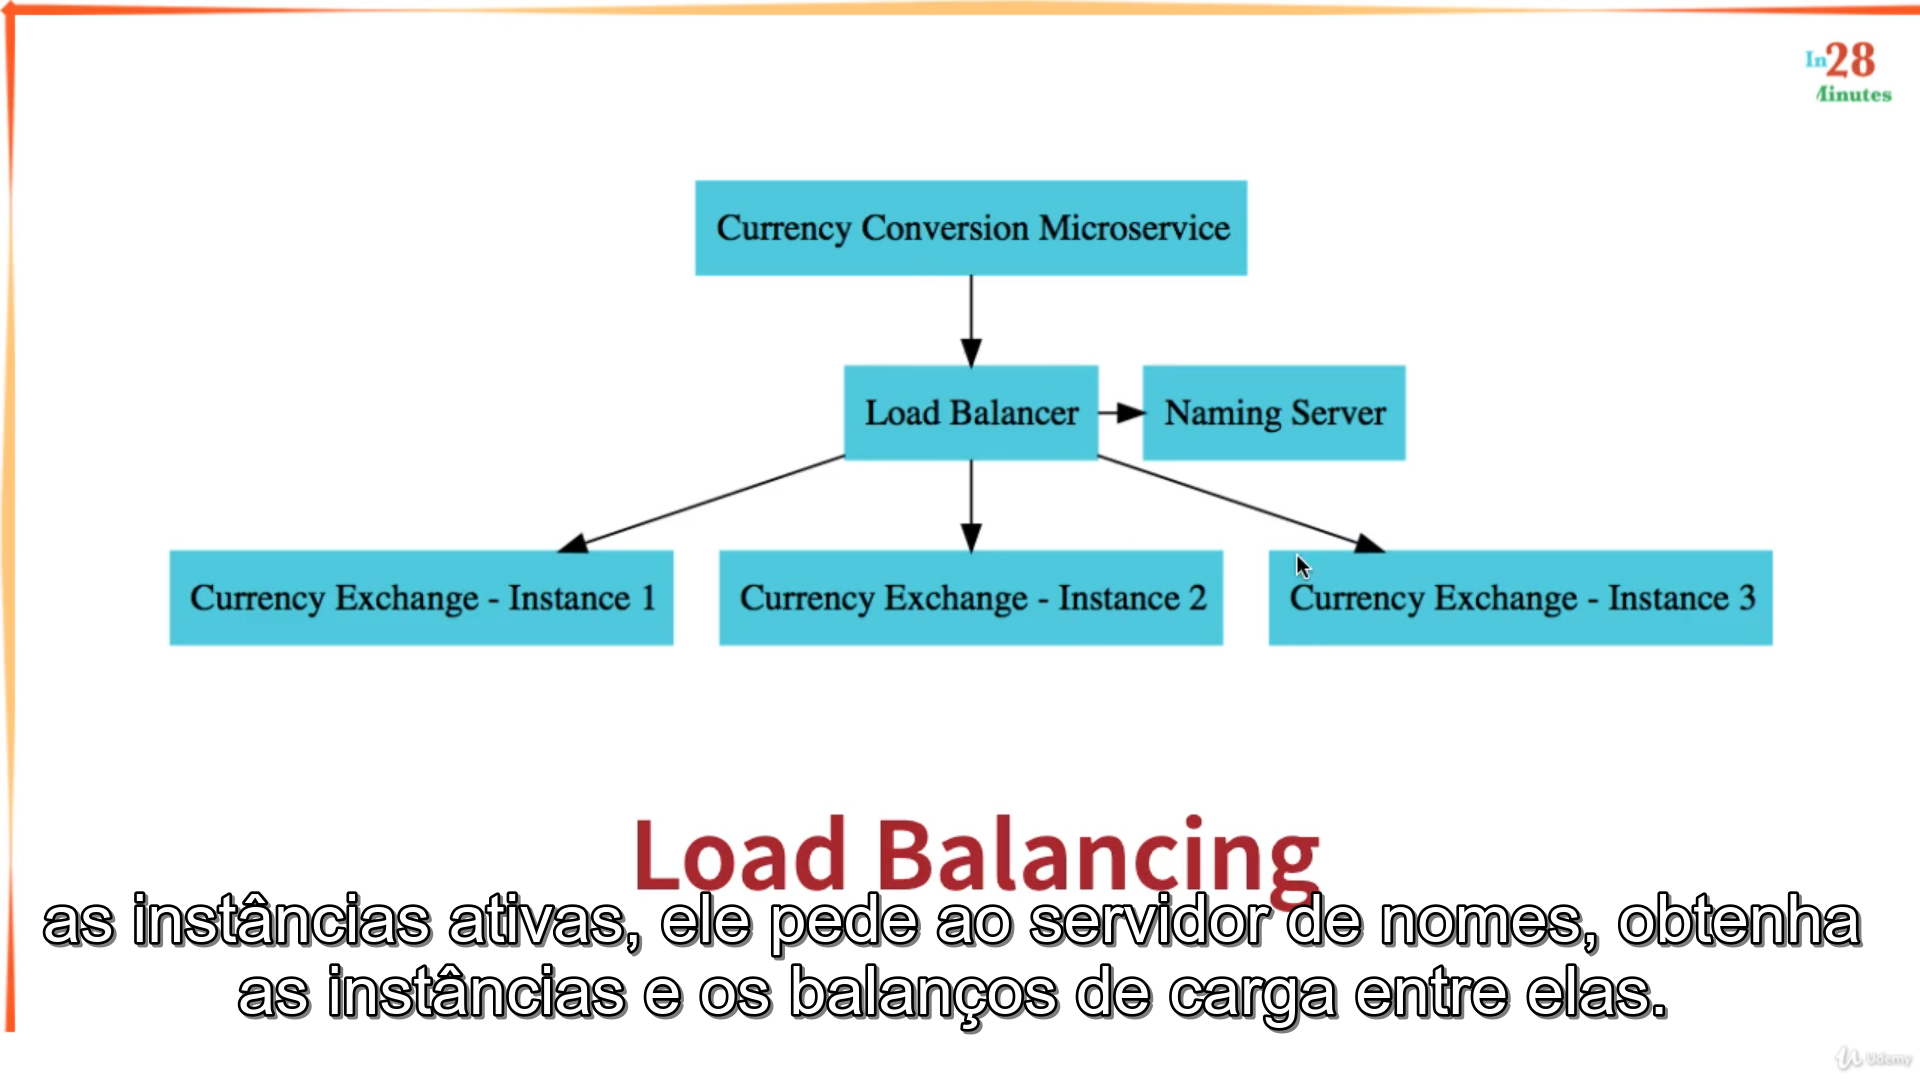 In28
Minutes
Currency Conversion Microservice
Load Balancer
Naming Server
Currency Exchange - Instance 1
Currency Exchange - Instance 2
Currency Exchange - Instance 3
Load Balancing
as instâncias ativas, ele pede ao servidor de nomes, obtenha
as instâncias e os balanços de carga entre elas.
Udemy